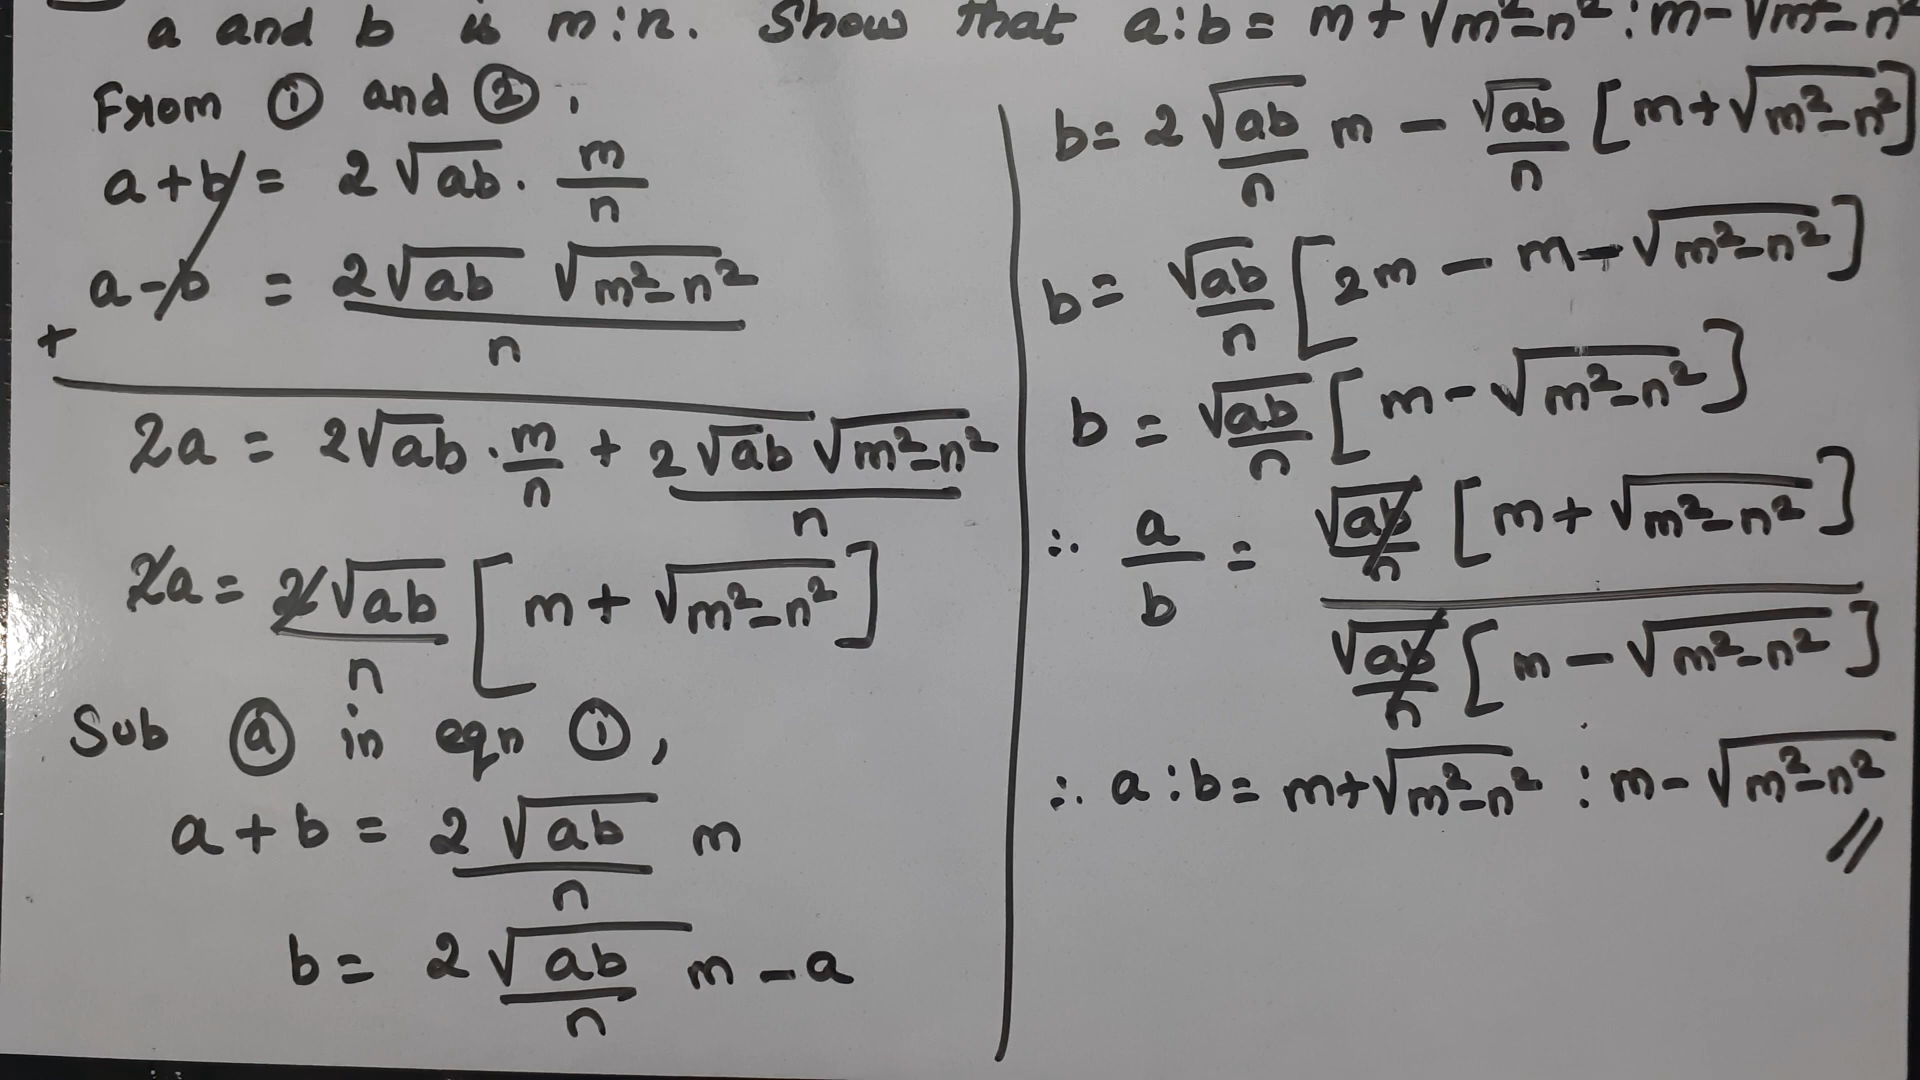 a and b is m:n. Show that a:b = m+√m²-n² : m-√m²-n²
From ① and ②,
a+b = 2√ab · m/n
a-b = 2√ab √m²-n² / n
+
2a = 2√ab · m/n + 2√ab √m²-n² / n
2a = 2√ab/n [m+√m²-n²]
Sub ⓐ in eqn ①,
a+b = 2√ab/n m
b = 2√ab/n m - a
b = 2√ab/n m - √ab/n [m+√m²-n²]
b = √ab/n [2m - m-√m²-n²]
b = √ab/n [m-√m²-n²]
∴ a/b = √ab/n [m+√m²-n²] / √ab/n [m-√m²-n²]
∴ a:b = m+√m²-n² : m-√m²-n² //